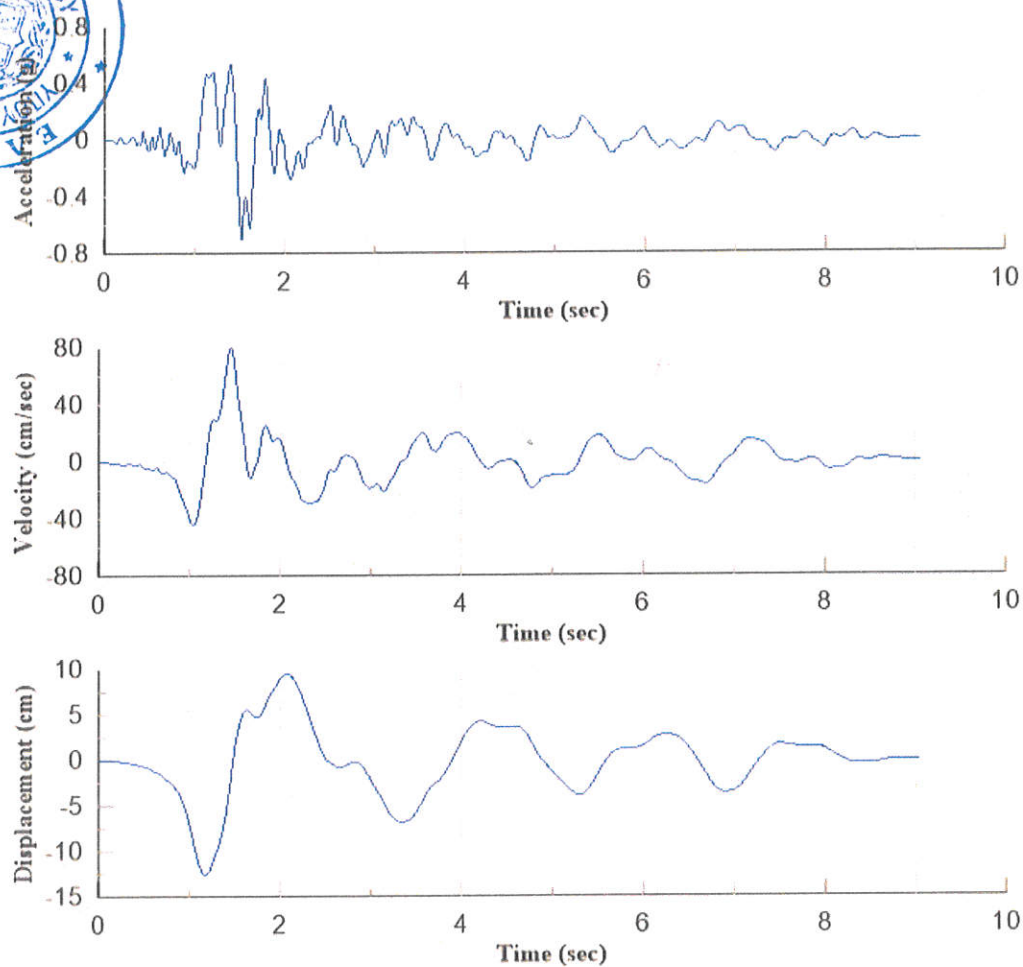 Acceleration (g)
0.8
0.4
0
-0.4
-0.8
0 2 4 6 8 10
Time (sec)
Velocity (cm/sec)
80
40
0
-40
-80
0 2 4 6 8 10
Time (sec)
Displacement (cm)
10
5
0
-5
-10
-15
0 2 4 6 8 10
Time (sec)